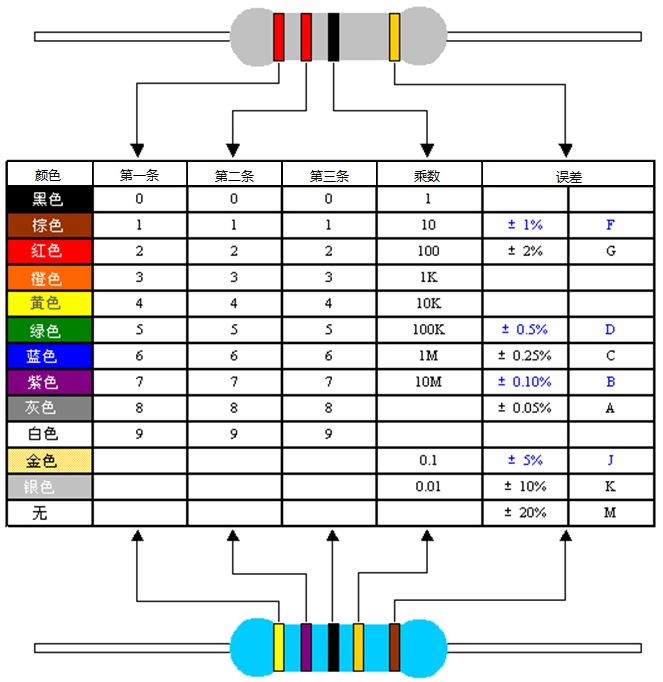 颜色 第一条 第二条 第三条 乘数 误差
黑色 0 0 0 1
棕色 1 1 1 10 ± 1% F
红色 2 2 2 100 ± 2% G
橙色 3 3 3 1K
黄色 4 4 4 10K
绿色 5 5 5 100K ± 0.5% D
蓝色 6 6 6 1M ± 0.25% C
紫色 7 7 7 10M ± 0.10% B
灰色 8 8 8 ± 0.05% A
白色 9 9 9
金色 0.1 ± 5% J
银色 0.01 ± 10% K
无 ± 20% M